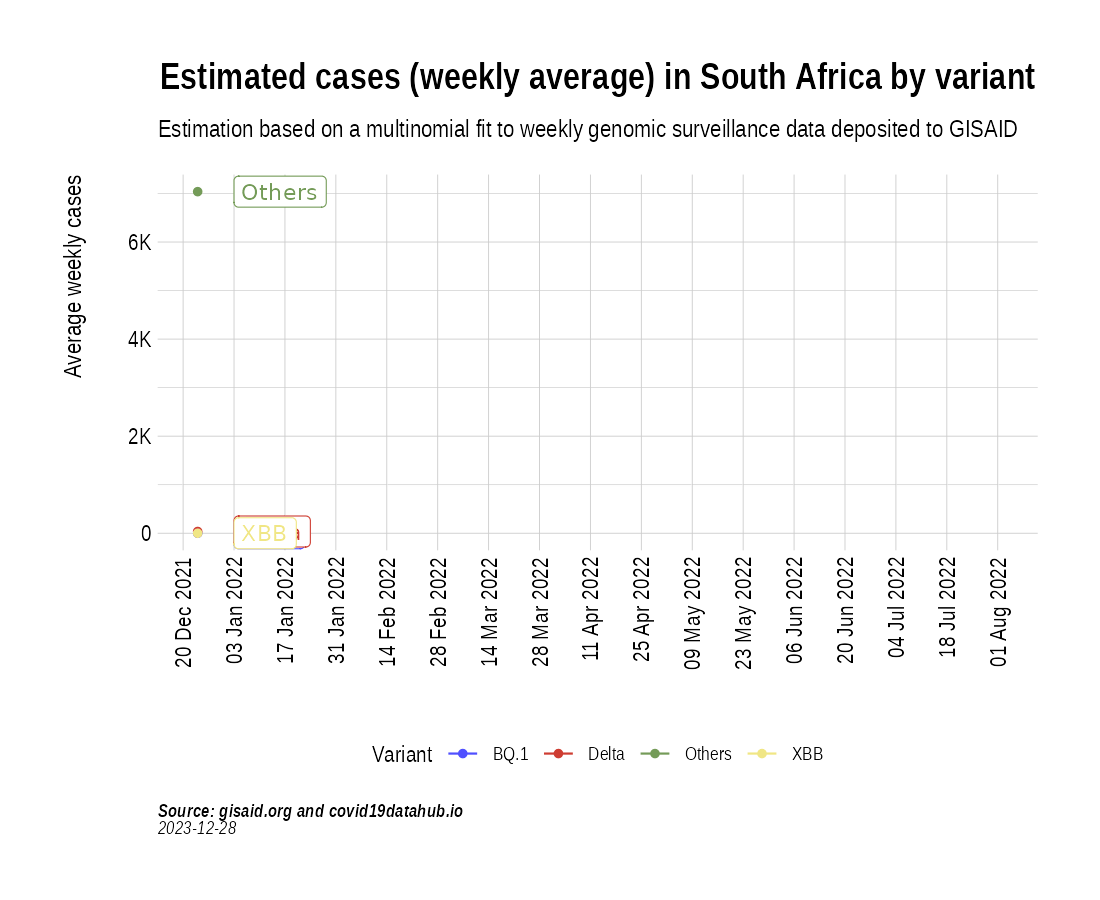 Estimated cases (weekly average) in South Africa by variant
Estimation based on a multinomial fit to weekly genomic surveillance data deposited to GISAID
Average weekly cases
Others
6K
4K
2K
0
XBB
20 Dec 2021
03 Jan 2022
17 Jan 2022
31 Jan 2022
14 Feb 2022
28 Feb 2022
14 Mar 2022
28 Mar 2022
11 Apr 2022
25 Apr 2022
09 May 2022
23 May 2022
06 Jun 2022
20 Jun 2022
04 Jul 2022
18 Jul 2022
01 Aug 2022
Variant BQ.1 Delta Others XBB
Source: gisaid.org and covid19datahub.io
2023-12-28